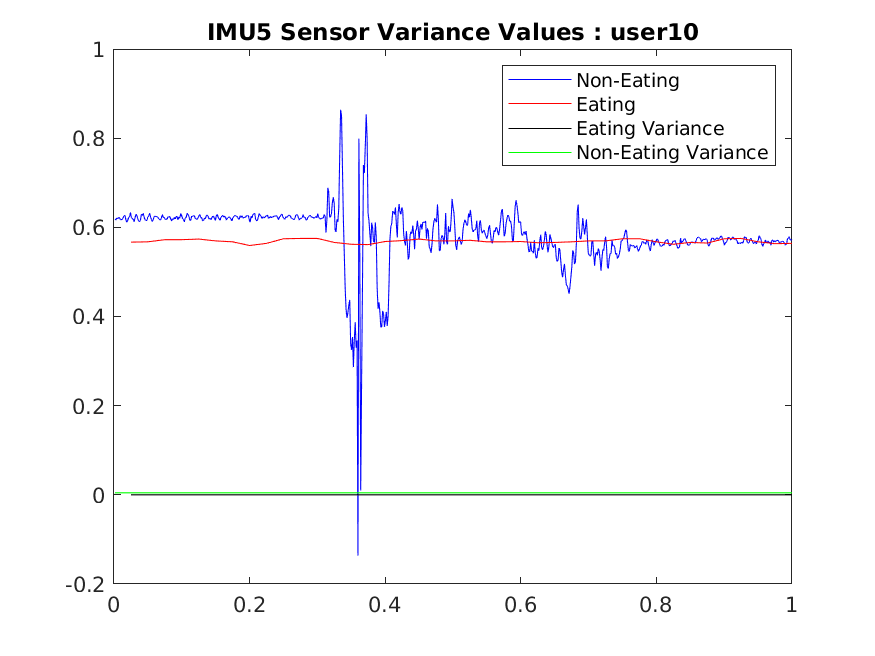 IMU5 Sensor Variance Values : user10
1
Non-Eating
Eating
Eating Variance
Non-Eating Variance
0.8
0.6
0.4
0.2
0
-0.2
0 0.2 0.4 0.6 0.8 1